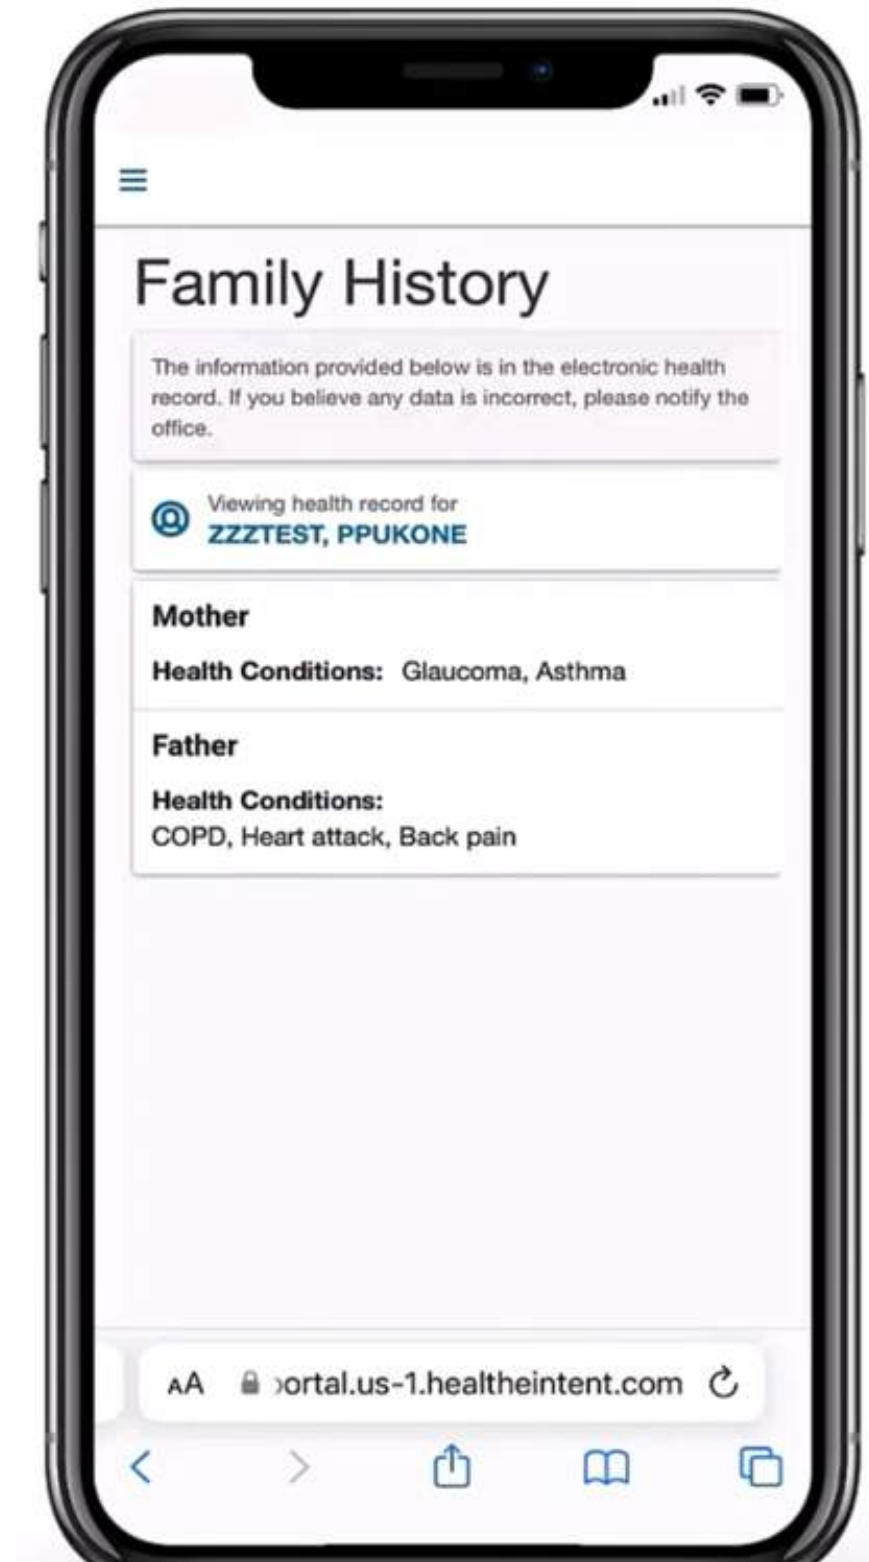 Family History
The information provided below is in the electronic health
record. If you believe any data is incorrect, please notify the
office.
Viewing health record for
ZZZTEST, PPUKONE
Mother
Health Conditions: Glaucoma, Asthma
Father
Health Conditions:
COPD, Heart attack, Back pain
AA ortal.us-1.healtheintent.com